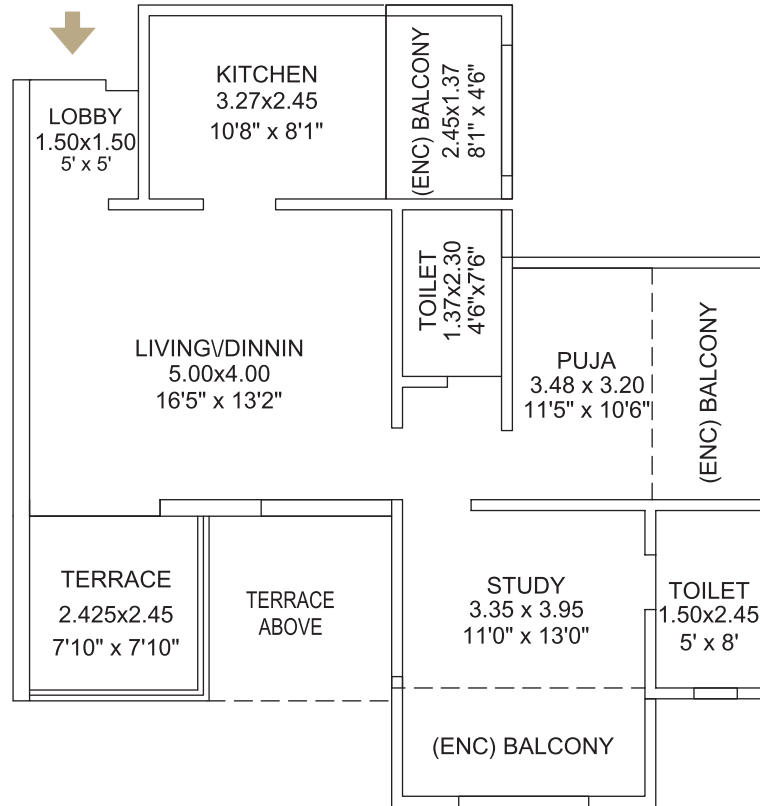 LOBBY
1.50x1.50
5' x 5'
KITCHEN
3.27x2.45
10'8" x 8'1"
(ENC) BALCONY
2.45x1.37
8'1" x 4'6"
TOILET
1.37x2.30
4'6"x7'6"
LIVING\/DINNIN
5.00x4.00
16'5" x 13'2"
PUJA
3.48 x 3.20
11'5" x 10'6"
(ENC) BALCONY
TERRACE
2.425x2.45
7'10" x 7'10"
TERRACE
ABOVE
STUDY
3.35 x 3.95
11'0" x 13'0"
TOILET
1.50x2.45
5' x 8'
(ENC) BALCONY